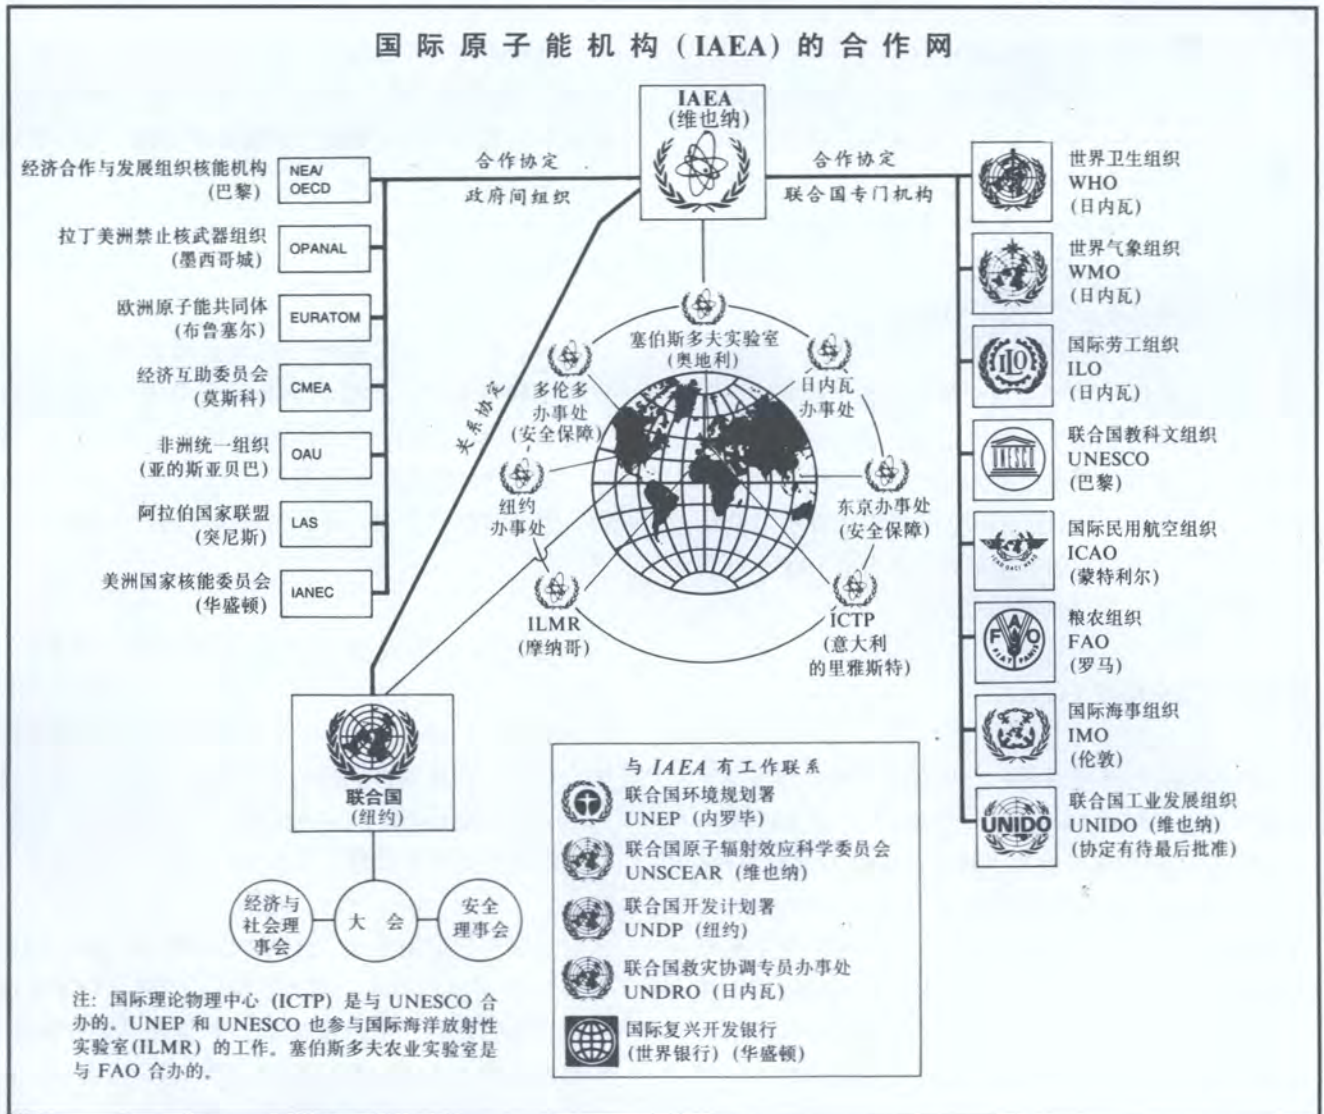 国际原子能机构(IAEA)的合作网
IAEA
(维也纳)
合作协定
政府间组织
合作协定
联合国专门机构
关系协定
经济合作与发展组织核能机构
(巴黎)
NEA/
OECD
拉丁美洲禁止核武器组织
(墨西哥城)
OPANAL
欧洲原子能共同体
(布鲁塞尔)
EURATOM
经济互助委员会
(莫斯科)
CMEA
非洲统一组织
(亚的斯亚贝巴)
OAU
阿拉伯国家联盟
(突尼斯)
LAS
美洲国家核能委员会
(华盛顿)
IANEC
塞伯斯多夫实验室
(奥地利)
多伦多
办事处
(安全保障)
日内瓦
办事处
纽约
办事处
东京办事处
(安全保障)
ILMR
(摩纳哥)
ICTP
(意大利
的里雅斯特)
世界卫生组织
WHO
(日内瓦)
世界气象组织
WMO
(日内瓦)
ILO
国际劳工组织
ILO
(日内瓦)
UNESCO
联合国教科文组织
UNESCO
(巴黎)
国际民用航空组织
ICAO
(蒙特利尔)
FAO
FIAT PANIS
粮农组织
FAO
(罗马)
国际海事组织
IMO
(伦敦)
UNIDO
联合国工业发展组织
UNIDO (维也纳)
(协定有待最后批准)
联合国
(纽约)
经济与
社会理
事会
大 会
安全
理事会
与 IAEA 有工作联系
联合国环境规划署
UNEP (内罗毕)
联合国原子辐射效应科学委员会
UNSCEAR (维也纳)
联合国开发计划署
UNDP (纽约)
联合国救灾协调专员办事处
UNDRO (日内瓦)
国际复兴开发银行
(世界银行) (华盛顿)
注: 国际理论物理中心 (ICTP) 是与 UNESCO 合
办的。UNEP 和 UNESCO 也参与国际海洋放射性
实验室(ILMR) 的工作。塞伯斯多夫农业实验室是
与 FAO 合办的。